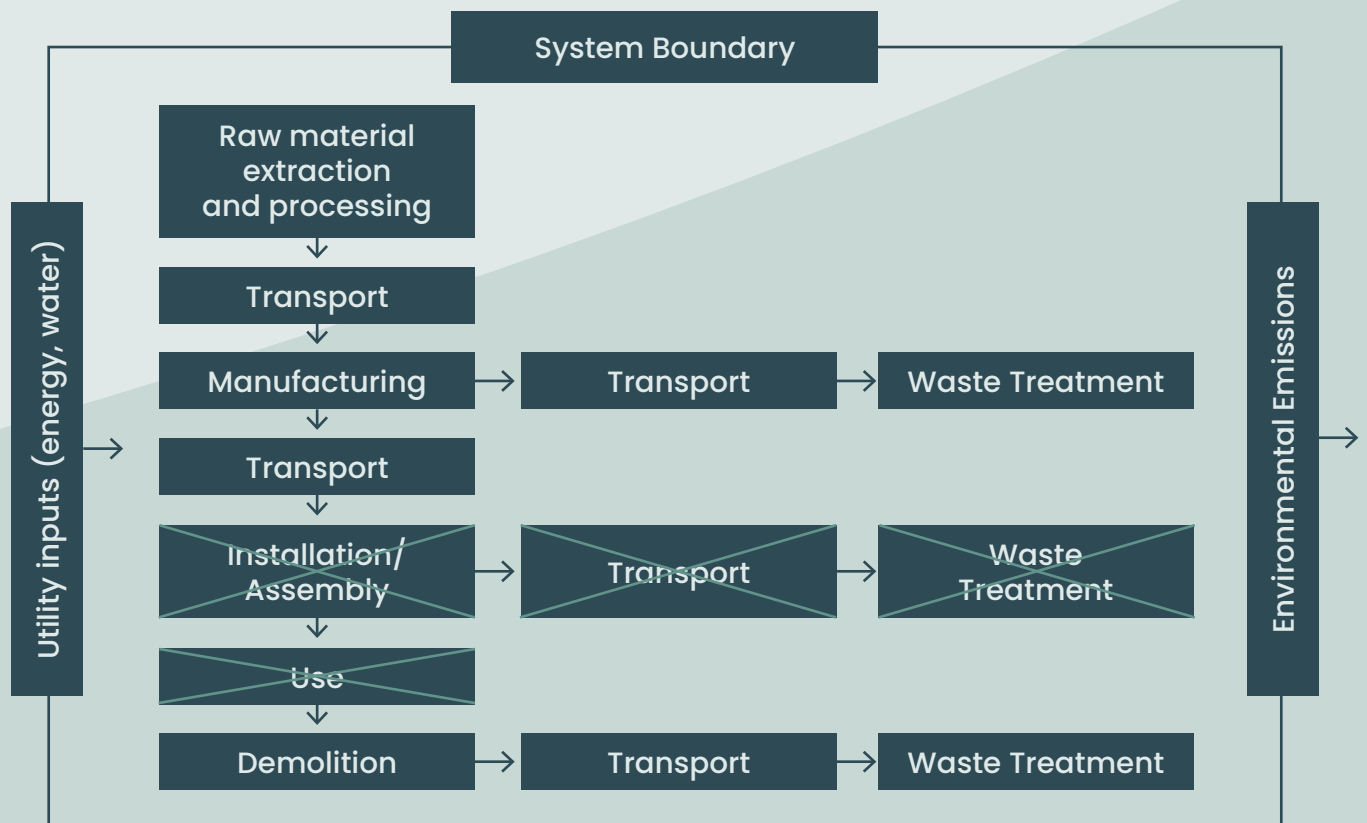 System Boundary
Raw material
extraction
and processing
Utility inputs (energy, water)
Environmental Emissions
Transport
Manufacturing
Transport
Waste Treatment
Transport
Installation/
Assembly
Transport
Waste
Treatment
Use
Demolition
Transport
Waste Treatment